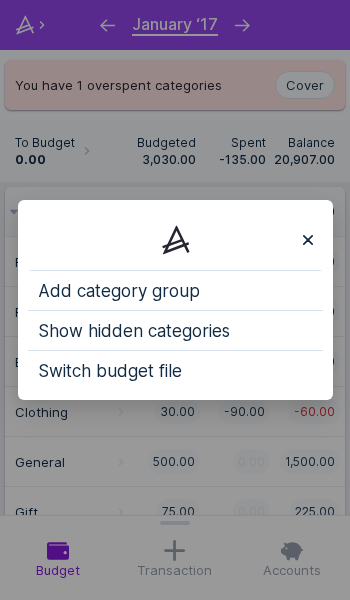 January ‘17
You have 1 overspent categories
Cover
To Budget
Budgeted
Spent
Balance
0.00
3,030.00
-135.00
20,907.00
Add category group
Show hidden categories
Switch budget file
Clothing
30.00
-90.00
-60.00
General
500.00
0.00
1,500.00
Gift
75.00
0.00
225.00
Budget
Transaction
Accounts